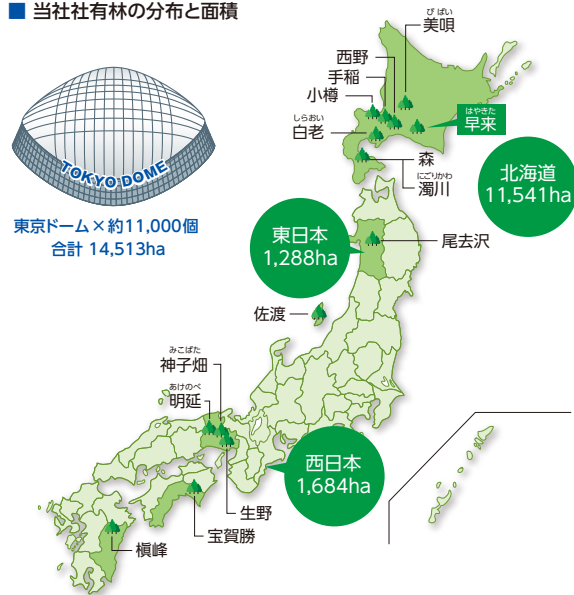 ■ 当社社有林の分布と面積
TOKYO DOME
東京ドーム×約11,000個
合計 14,513ha
びばい
美唄
西野
手稲
小樽
しらおい
白老
はやきた
早来
森
にごりかわ
濁川
北海道
11,541ha
東日本
1,288ha
尾去沢
佐渡
みこばた
神子畑
あけのべ
明延
西日本
1,684ha
生野
宝賀勝
槇峰